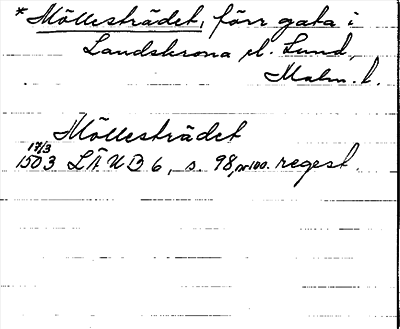 * Möllesträdet, förr gata i
Landskrona el. Lund,
Malm. l.
Möllesträdet
17/3
1503 LÄUB 6, s. 98, nr 100. regest.